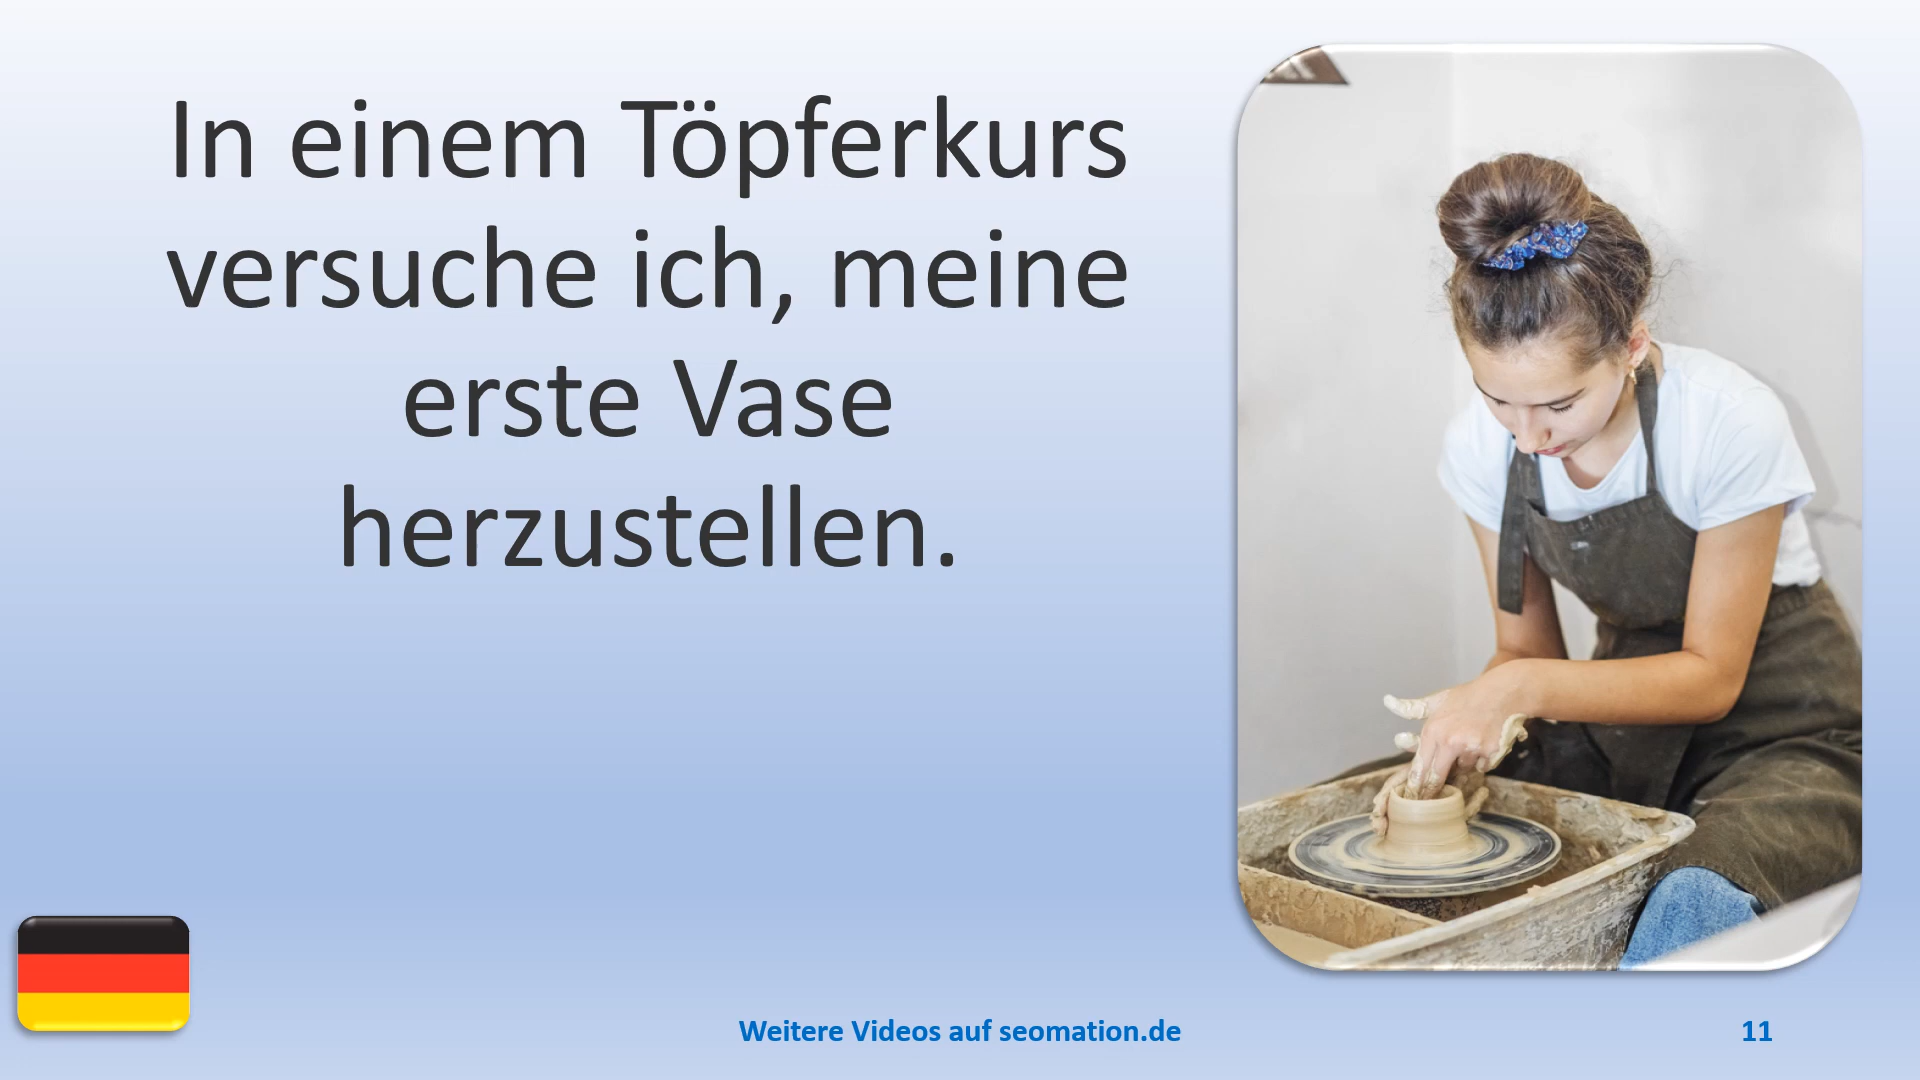 In einem Töpferkurs
versuche ich, meine
erste Vase
herzustellen.
Weitere Videos auf seomation.de
11